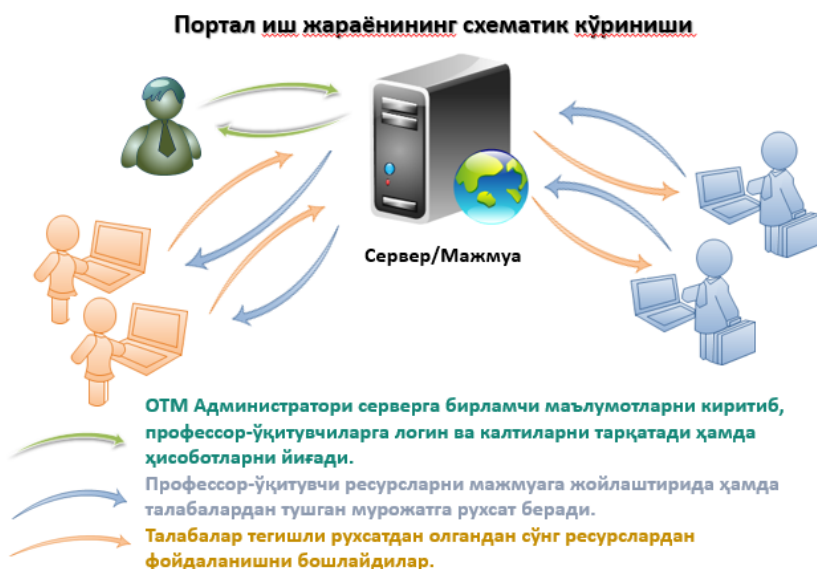 Портал иш жараёнининг схематик кўриниши
Сервер/Мажмуа
ОТМ Администратори серверга бирламчи маълумотларни киритиб,
профессор-ўқитувчиларга логин ва калтиларни тарқатади ҳамда
ҳисоботларни йиғади.
Профессор-ўқитувчи ресурсларни мажмуага жойлаштирида ҳамда
талабалардан тушган мурожатга рухсат беради.
Талабалар тегишли рухсатдан олгандан сўнг ресурслардан
фойдаланишни бошлайдилар.